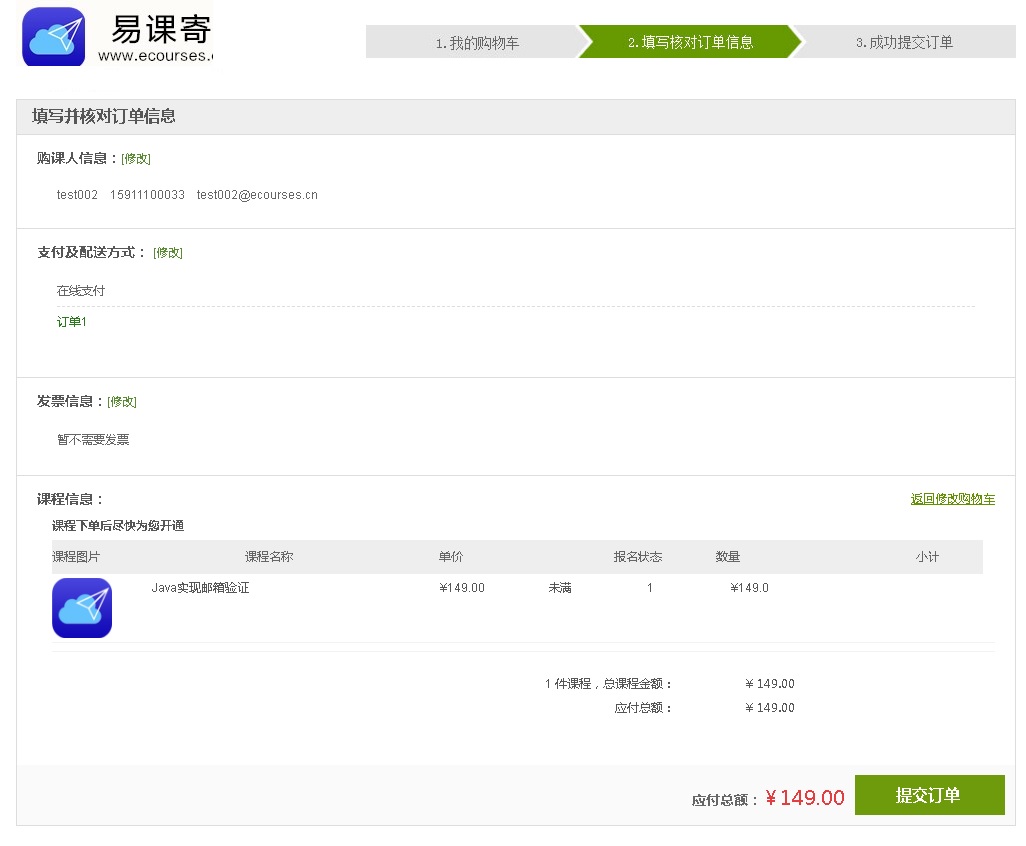 易课寄
www.ecourses.
1. 我的购物车
2. 填写核对订单信息
3. 成功提交订单
填写并核对订单信息
购课人信息：[修改]
test002 15911100033 test002@ecourses.cn
支付及配送方式： [修改]
在线支付
订单1
发票信息：[修改]
暂不需要发票
课程信息： 返回修改购物车
课程下单后尽快为您开通
课程图片 课程名称 单价 报名状态 数量 小计
Java实现邮箱验证 ¥149.00 未满 1 ¥149.0
1 件课程，总课程金额： ¥ 149.00
应付总额： ¥ 149.00
应付总额：¥149.00 提交订单